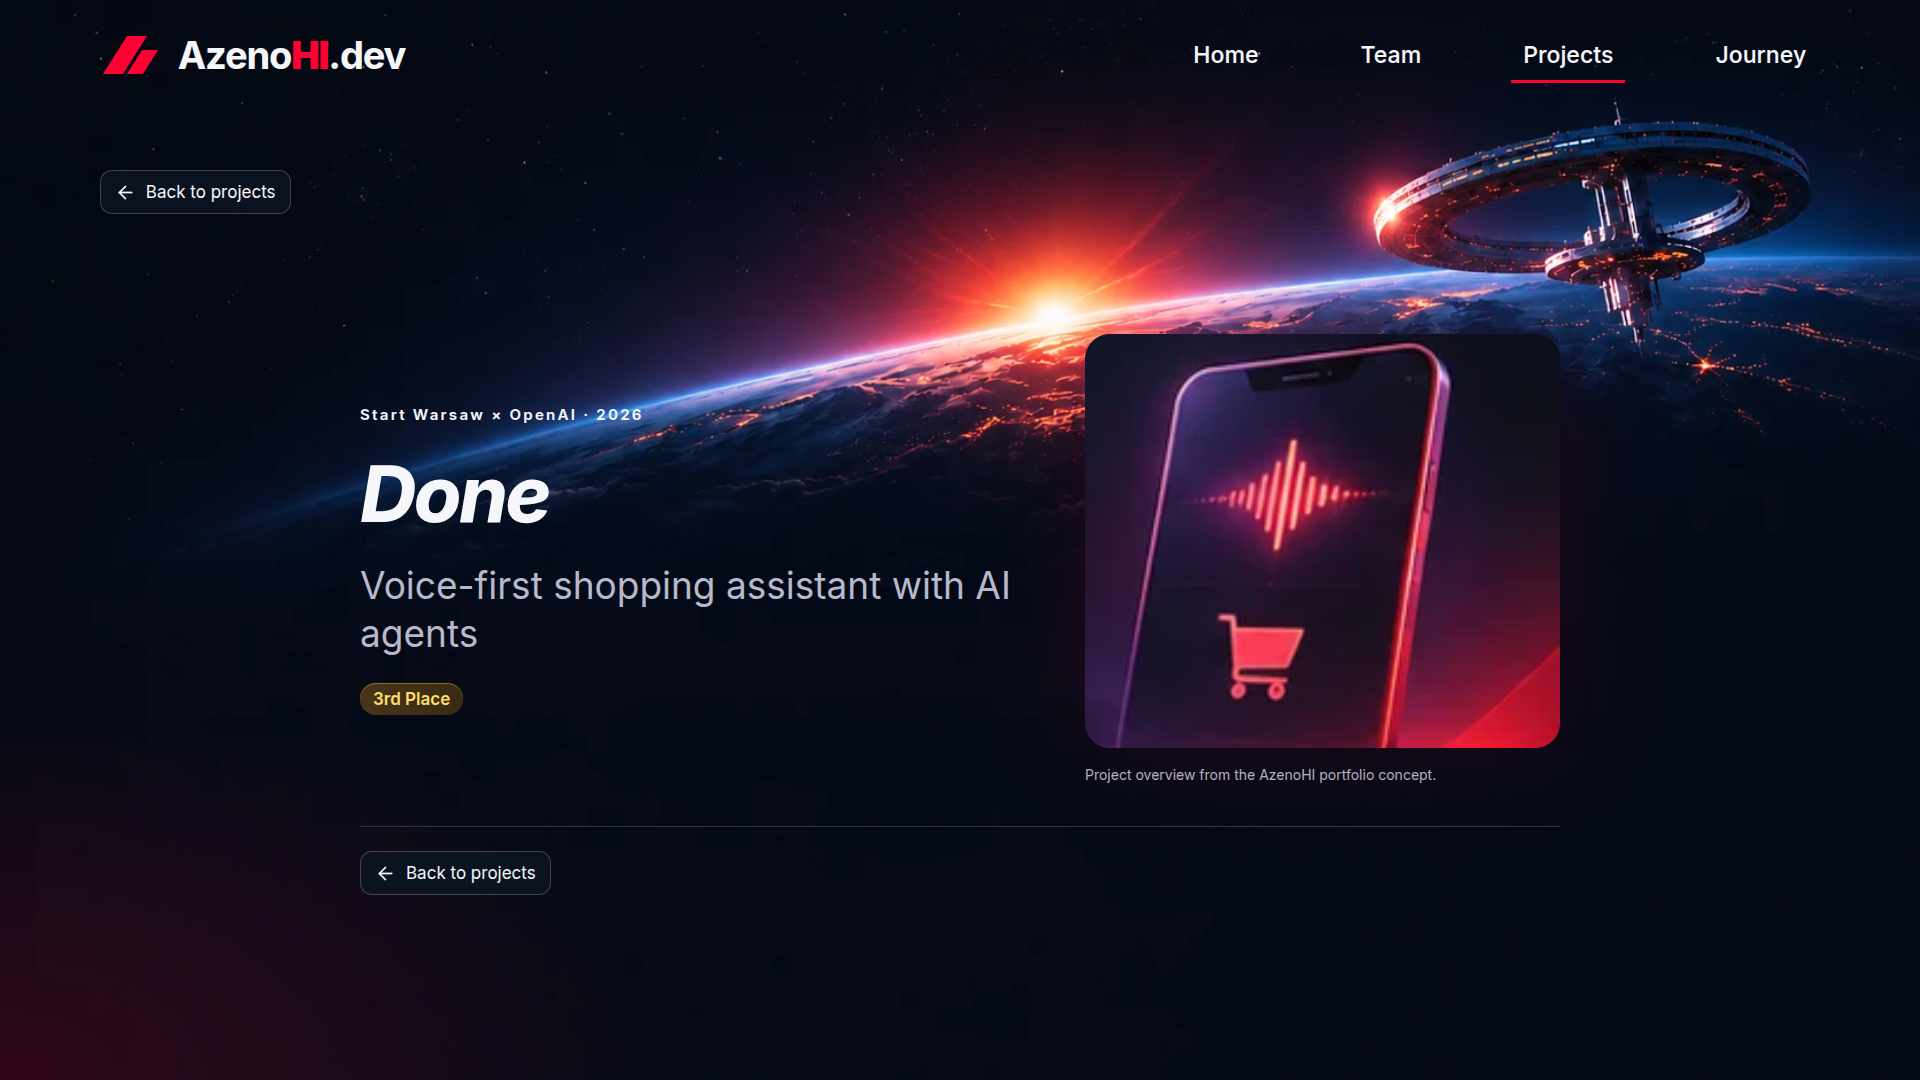 AzenoHI.dev
Home
Team
Projects
Journey
Back to projects
Start Warsaw × OpenAI · 2026
Done
Voice-first shopping assistant with AI
agents
3rd Place
Project overview from the AzenoHI portfolio concept.
Back to projects